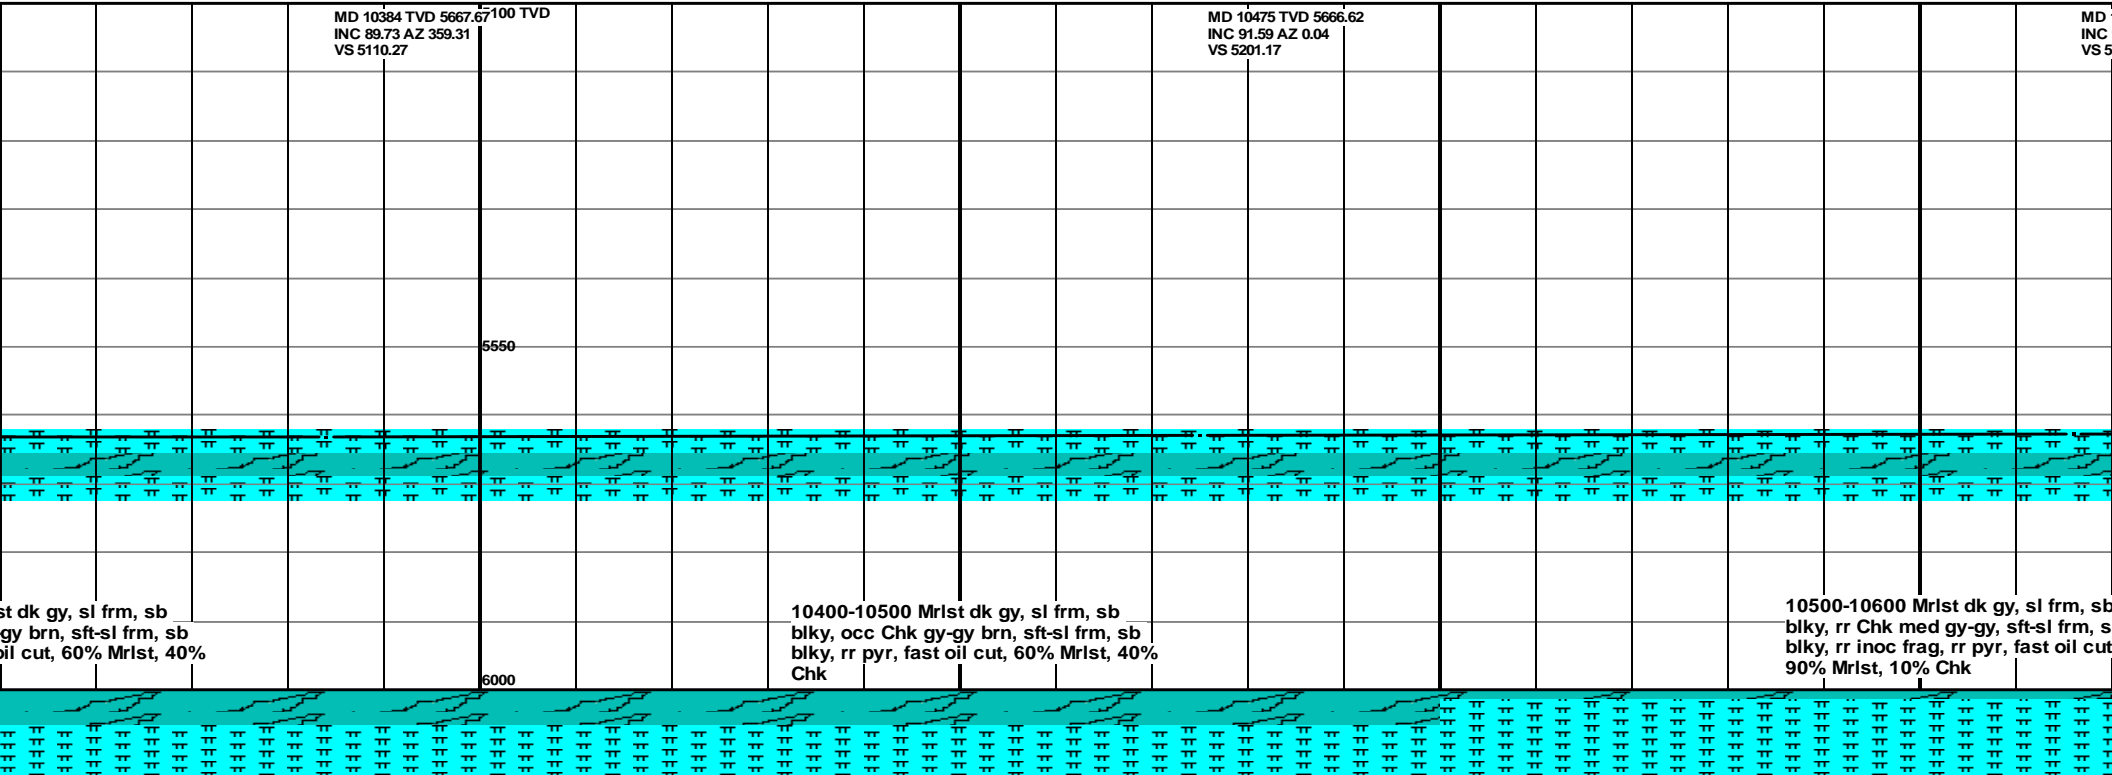 MD 10384 TVD 5667.67
INC 89.73 AZ 359.31
VS 5110.27
5100 TVD
MD 10475 TVD 5666.62
INC 91.59 AZ 0.04
VS 5201.17
MD
INC
VS 5
5550
st dk gy, sl frm, sb
gy brn, sft-sl frm, sb
oil cut, 60% Mrlst, 40%
10400-10500 Mrlst dk gy, sl frm, sb
blky, occ Chk gy-gy brn, sft-sl frm, sb
blky, rr pyr, fast oil cut, 60% Mrlst, 40%
Chk
10500-10600 Mrlst dk gy, sl frm, sb
blky, rr Chk med gy-gy, sft-sl frm, s
blky, rr inoc frag, rr pyr, fast oil cut
90% Mrlst, 10% Chk
6000